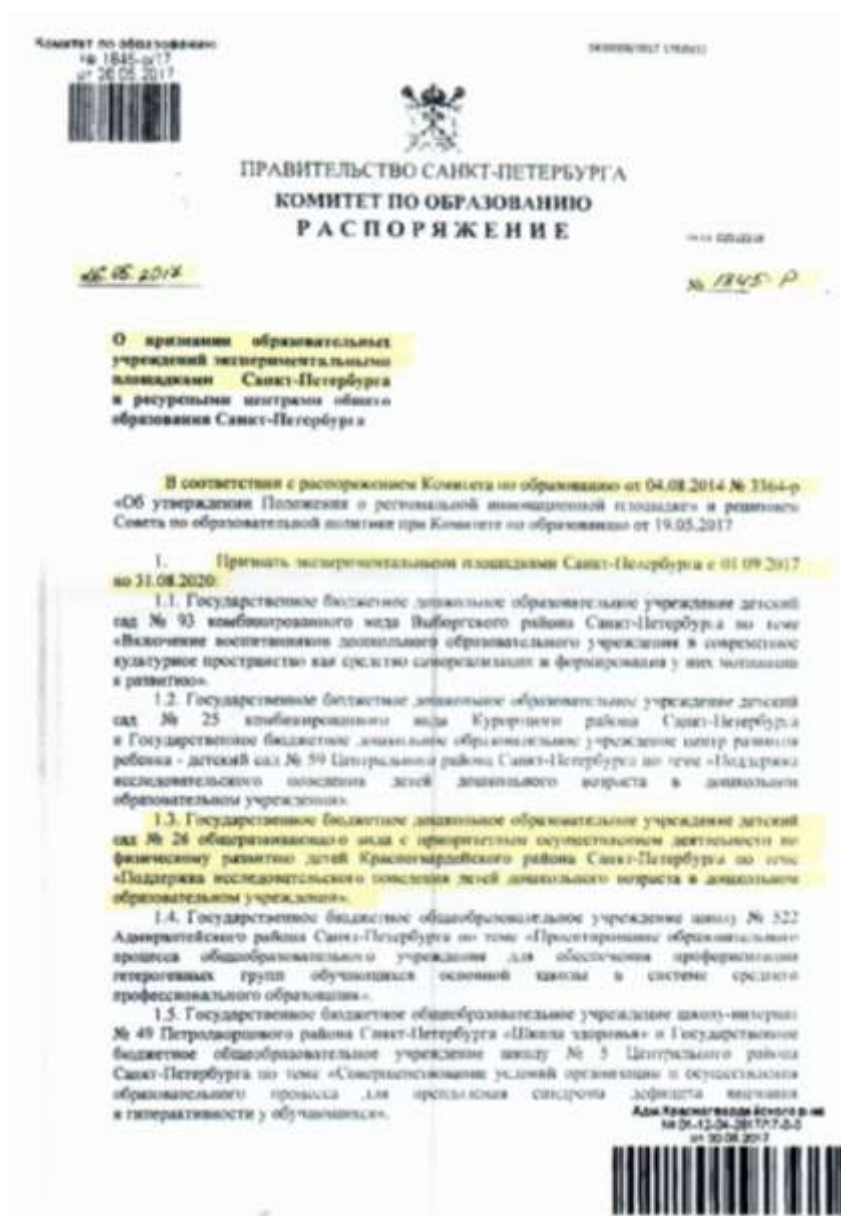 Комитет по образованию
№ 1845-р/17
от 26.05.2017
ПРАВИТЕЛЬСТВО САНКТ-ПЕТЕРБУРГА
КОМИТЕТ ПО ОБРАЗОВАНИЮ
РАСПОРЯЖЕНИЕ
26.05.2017
№ 1845-Р
О признании образовательных
учреждений экспериментальными
площадками Санкт-Петербурга
и ресурсными центрами общего
образования Санкт-Петербурга
В соответствии с распоряжением Комитета по образованию от 04.08.2014 № 3364-р
«Об утверждении Положения о региональной инновационной площадке» и решением
Совета по образовательной политике при Комитете по образованию от 19.05.2017
1. Признать экспериментальными площадками Санкт-Петербурга с 01.09.2017
по 31.08.2020:
1.1. Государственное бюджетное дошкольное образовательное учреждение детский
сад № 93 комбинированного вида Выборгского района Санкт-Петербурга по теме
«Включение воспитанников дошкольного образовательного учреждения в современное
культурное пространство как средство самореализации и формирования у них мотивации
к развитию».
1.2. Государственное бюджетное дошкольное образовательное учреждение детский
сад № 25 комбинированного вида Курортного района Санкт-Петербурга
и Государственное бюджетное дошкольное образовательное учреждение центр развития
ребенка - детский сад № 59 Центрального района Санкт-Петербурга по теме «Поддержка
исследовательского поведения детей дошкольного возраста в дошкольном
образовательном учреждении».
1.3. Государственное бюджетное дошкольное образовательное учреждение детский
сад № 26 общеразвивающего вида с приоритетным осуществлением деятельности по
физическому развитию детей Красногвардейского района Санкт-Петербурга по теме
«Поддержка исследовательского поведения детей дошкольного возраста в дошкольном
образовательном учреждении».
1.4. Государственное бюджетное общеобразовательное учреждение школу № 522
Адмиралтейского района Санкт-Петербурга по теме «Проектирование образовательного
процесса общеобразовательного учреждения для обеспечения профориентации
гетерогенных групп обучающихся основной школы в системе среднего
профессионального образования».
1.5. Государственное бюджетное общеобразовательное учреждение школу-интернат
№ 49 Петродворцового района Санкт-Петербурга «Школа здоровья» и Государственное
бюджетное общеобразовательное учреждение школу № 5 Центрального района
Санкт-Петербурга по теме «Совершенствование условий организации и осуществления
образовательного процесса для преодоления синдрома дефицита внимания
и гиперактивности у обучающихся».
Адм Красногвардейского р-на
от 30.05.2017